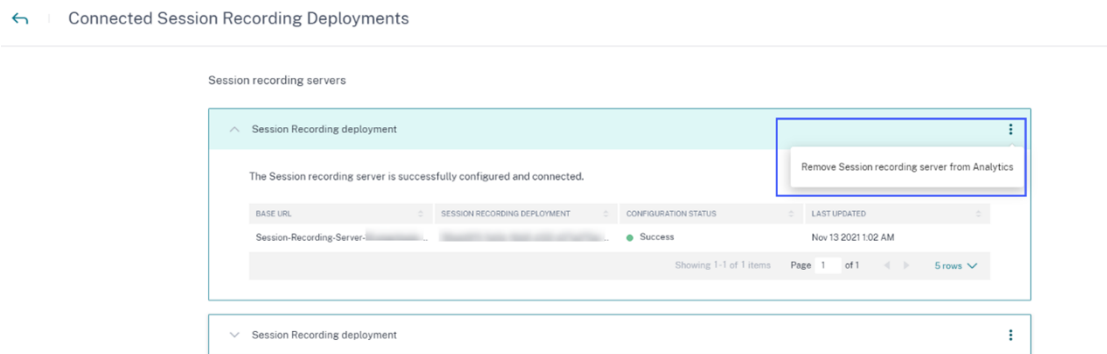 Connected Session Recording Deployments
Session recording servers
Session Recording deployment
Remove Session recording server from Analytics
The Session recording server is successfully configured and connected.
BASE URL SESSION RECORDING DEPLOYMENT CONFIGURATION STATUS LAST UPDATED
Session-Recording-Server- Success Nov 13 2021 1:02 AM
Showing 1-1 of 1 items Page 1 of 1 5 rows
Session Recording deployment